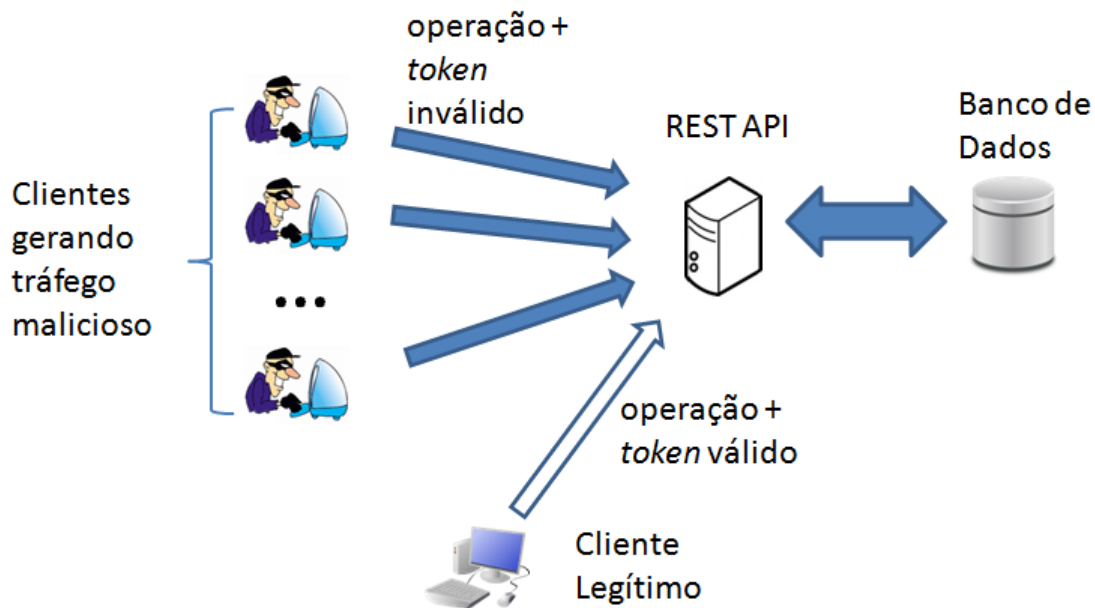 operação +
token
inválido
REST API
Banco de
Dados
Clientes
gerando
tráfego
malicioso
operação +
token válido
Cliente
Legítimo